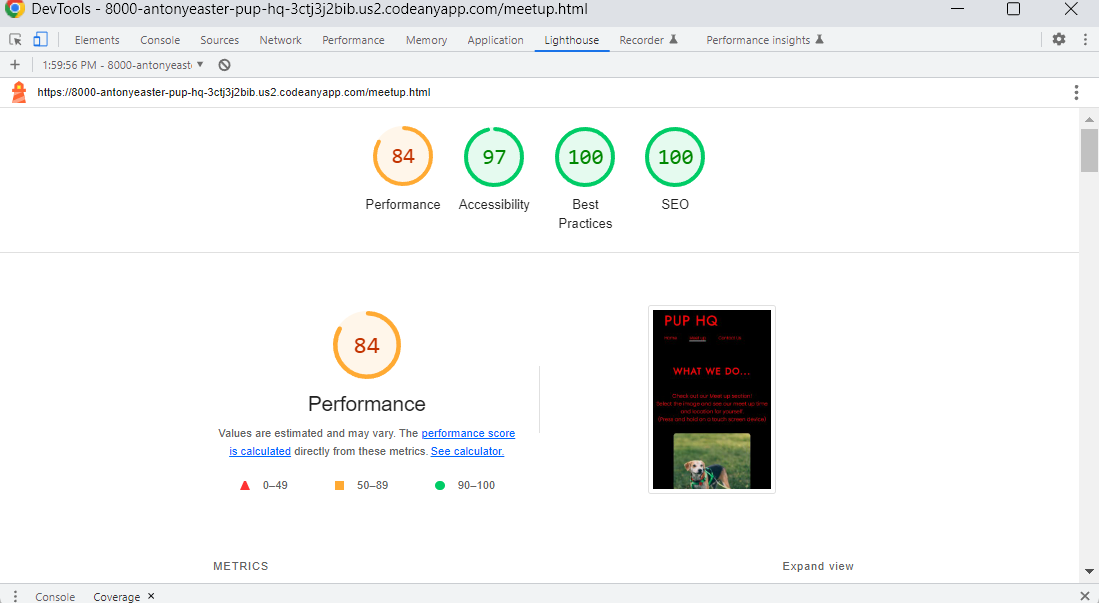 DevTools - 8000-antonyeaster-pup-hq-3ctj3j2bib.us2.codeanyapp.com/meetup.html
Elements Console Sources Network Performance Memory Application Lighthouse Recorder Performance insights
1:59:56 PM - 8000-antonyeast
https://8000-antonyeaster-pup-hq-3ctj3j2bib.us2.codeanyapp.com/meetup.html
84 97 100 100
Performance Accessibility Best Practices SEO
84
Performance
Values are estimated and may vary. The performance score
is calculated directly from these metrics. See calculator.
0–49 50–89 90–100
PUP HQ
Home Meet Up Contact Us
WHAT WE DO...
Check out our Meet up section!
Select the image and see our meet up time
and location for yourself.
(Press and hold on a touch screen device)
METRICS Expand view
Console Coverage